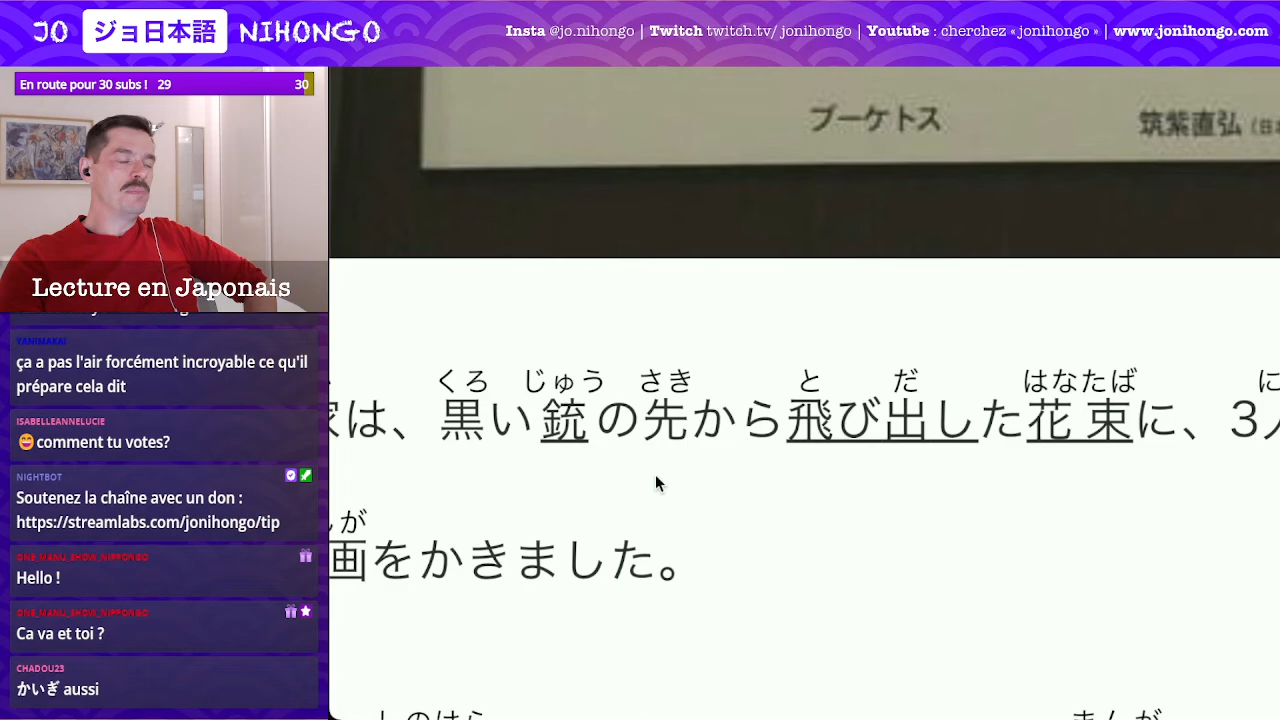 JO ジョ日本語 NIHONGO
Insta @jo.nihongo | Twitch twitch.tv/ jonihongo | Youtube : cherchez « jonihongo » | www.jonihongo.com
En route pour 30 subs ! 29 30
Lecture en Japonais
YANIMAKAI
ça a pas l'air forcément incroyable ce qu'il
prépare cela dit
ISABELLEANNELUCIE
😄comment tu votes?
NIGHTBOT
Soutenez la chaîne avec un don :
https://streamlabs.com/jonihongo/tip
ONE_MANU_SHOW_NIPPONGO
Hello !
ONE_MANU_SHOW_NIPPONGO
Ca va et toi ?
CHADOU23
かいぎ aussi
ブーケトス
筑紫直弘
くろ じゅう さき と だ はなたば
は、黒い銃の先から飛び出した花束に、3
が
画をかきました。
まんが